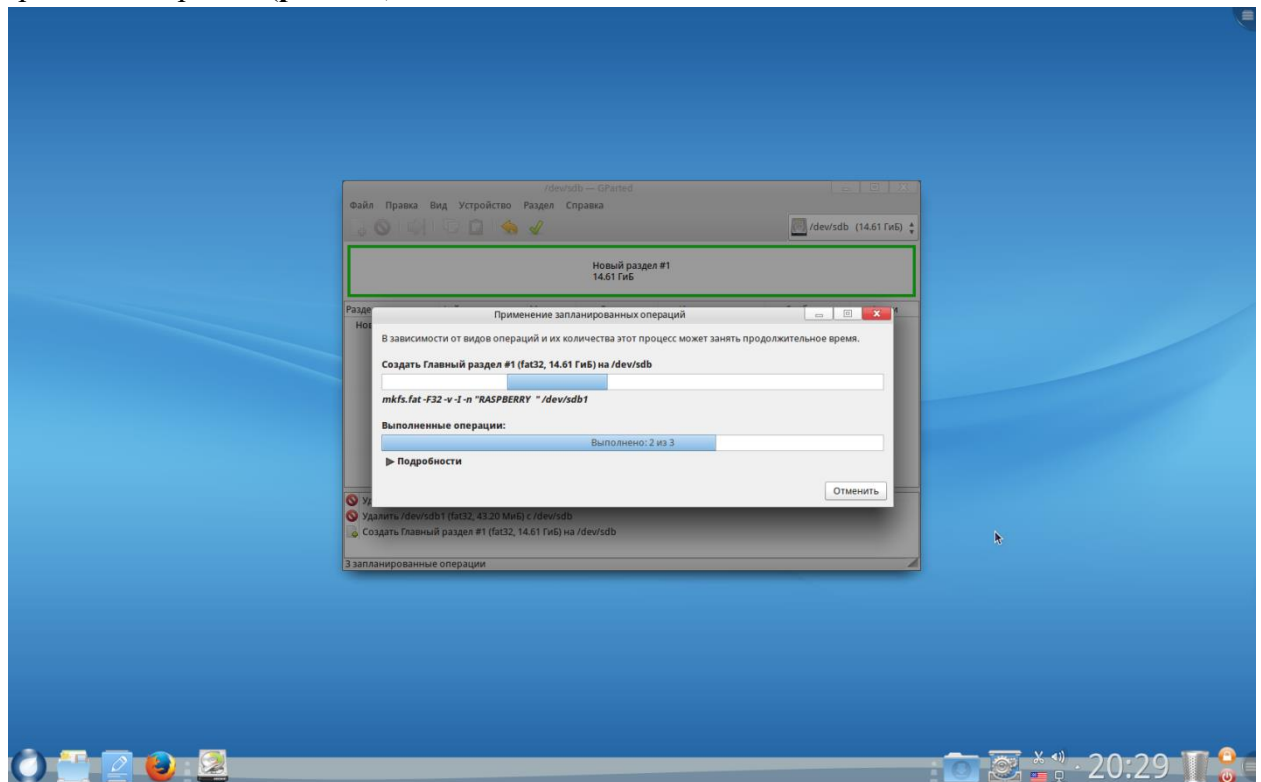 /dev/sdb — GParted
Файл Правка Вид Устройство Раздел Справка
/dev/sdb (14.61 ГиБ)
Новый раздел #1
14.61 ГиБ
Применение запланированных операций
В зависимости от видов операций и их количества этот процесс может занять продолжительное время.
Создать Главный раздел #1 (fat32, 14.61 ГиБ) на /dev/sdb
mkfs.fat -F32 -v -I -n "RASPBERRY " /dev/sdb1
Выполненные операции:
Выполнено: 2 из 3
Подробности
Отменить
Удалить /dev/sdb1 (fat32, 43.20 МиБ) с /dev/sdb
Создать Главный раздел #1 (fat32, 14.61 ГиБ) на /dev/sdb
3 запланированные операции
20:29